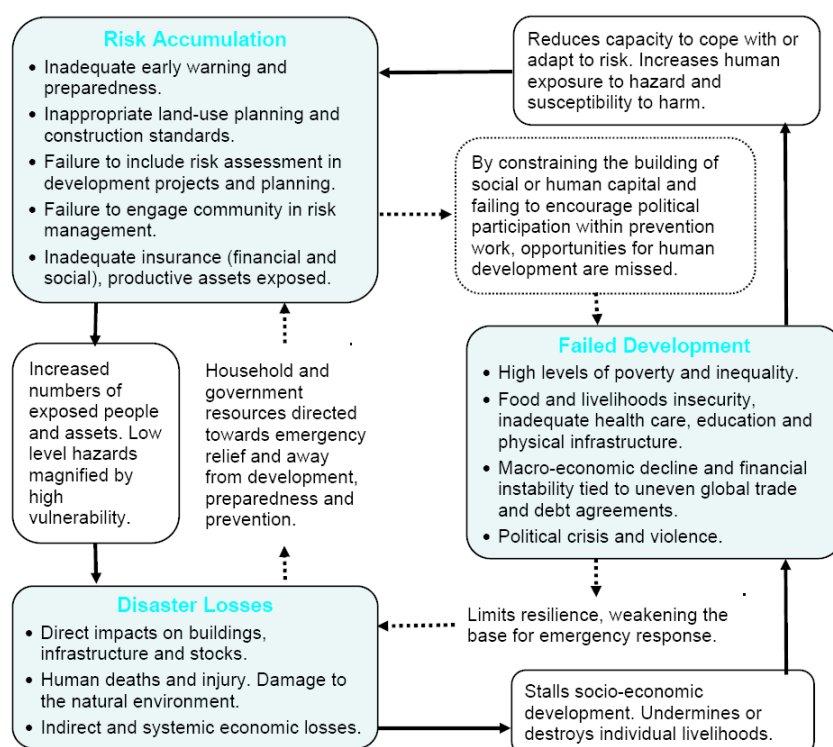 Risk Accumulation
• Inadequate early warning and
preparedness.
• Inappropriate land-use planning and
construction standards.
• Failure to include risk assessment in
development projects and planning.
• Failure to engage community in risk
management.
• Inadequate insurance (financial and
social), productive assets exposed.
Reduces capacity to cope with or
adapt to risk. Increases human
exposure to hazard and
susceptibility to harm.
By constraining the building of
social or human capital and
failing to encourage political
participation within prevention
work, opportunities for human
development are missed.
Increased
numbers of
exposed people
and assets. Low
level hazards
magnified by
high
vulnerability.
Household and
government
resources directed
towards emergency
relief and away
from development,
preparedness and
prevention.
Failed Development
• High levels of poverty and inequality.
• Food and livelihoods insecurity,
inadequate health care, education and
physical infrastructure.
• Macro-economic decline and financial
instability tied to uneven global trade
and debt agreements.
• Political crisis and violence.
Disaster Losses
• Direct impacts on buildings,
infrastructure and stocks.
• Human deaths and injury. Damage to
the natural environment.
• Indirect and systemic economic losses.
Limits resilience, weakening the
base for emergency response.
Stalls socio-economic
development. Undermines or
destroys individual livelihoods.